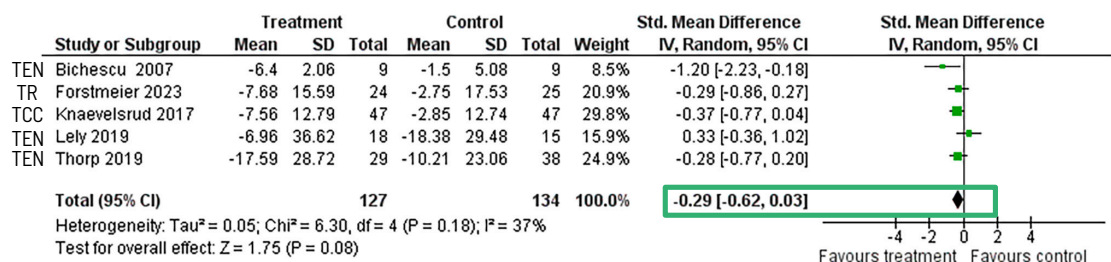 Treatment Control Std. Mean Difference Std. Mean Difference
Study or Subgroup Mean SD Total Mean SD Total Weight IV, Random, 95% CI IV, Random, 95% CI
TEN Bichescu 2007 -6.4 2.06 9 -1.5 5.08 9 8.5% -1.20 [-2.23, -0.18]
TR Forstmeier 2023 -7.68 15.59 24 -2.75 17.53 25 20.9% -0.29 [-0.86, 0.27]
TCC Knaevelsrud 2017 -7.56 12.79 47 -2.85 12.74 47 29.8% -0.37 [-0.77, 0.04]
TEN Lely 2019 -6.96 36.62 18 -18.38 29.48 15 15.9% 0.33 [-0.36, 1.02]
TEN Thorp 2019 -17.59 28.72 29 -10.21 23.06 38 24.9% -0.28 [-0.77, 0.20]
Total (95% CI) 127 134 100.0% -0.29 [-0.62, 0.03]
Heterogeneity: Tau² = 0.05; Chi² = 6.30, df = 4 (P = 0.18); I² = 37%
Test for overall effect: Z = 1.75 (P = 0.08)
-4 -2 0 2 4
Favours treatment Favours control